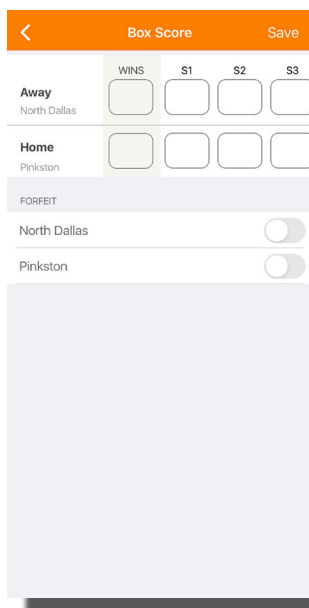 Box Score Save
WINS S1 S2 S3
Away
North Dallas
Home
Pinkston
FORFEIT
North Dallas
Pinkston